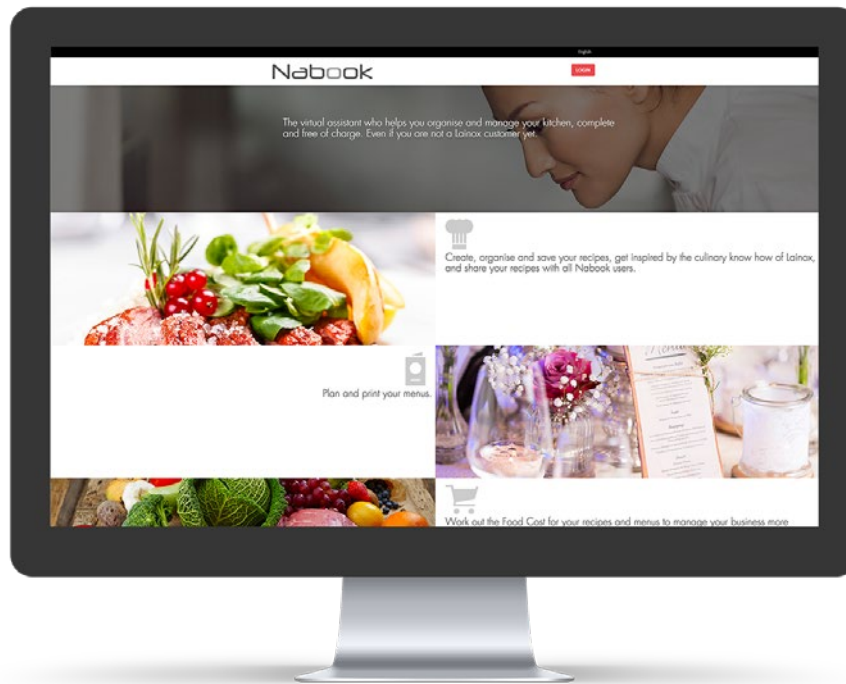 English
Nabook
LOGIN
The virtual assistant who helps you organise and manage your kitchen, complete
and free of charge. Even if you are not a Lainox customer yet.
Create, organise and save your recipes, get inspired by the culinary know how of Lainox,
and share your recipes with all Nabook users.
Plan and print your menus.
Menu
Work out the Food Cost for your recipes and menus to manage your business more